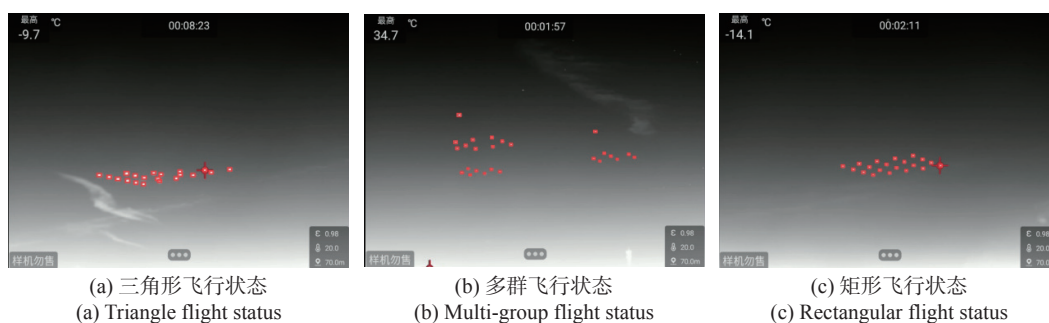 最高 ℃
-9.7
00:08:23
ε 0.98
20.0
70.0m
样机勿售
最高 ℃
34.7
00:01:57
ε 0.98
20.0
70.0m
样机勿售
最高 ℃
-14.1
00:02:11
ε 0.98
20.0
70.0m
样机勿售
(a) 三角形飞行状态
(a) Triangle flight status
(b) 多群飞行状态
(b) Multi-group flight status
(c) 矩形飞行状态
(c) Rectangular flight status